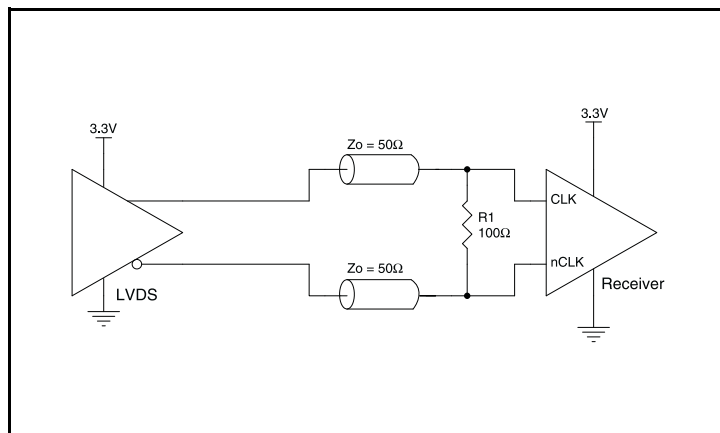 3.3V
3.3V
Zo = 50Ω
CLK
R1
100Ω
nCLK
Zo = 50Ω
LVDS
Receiver